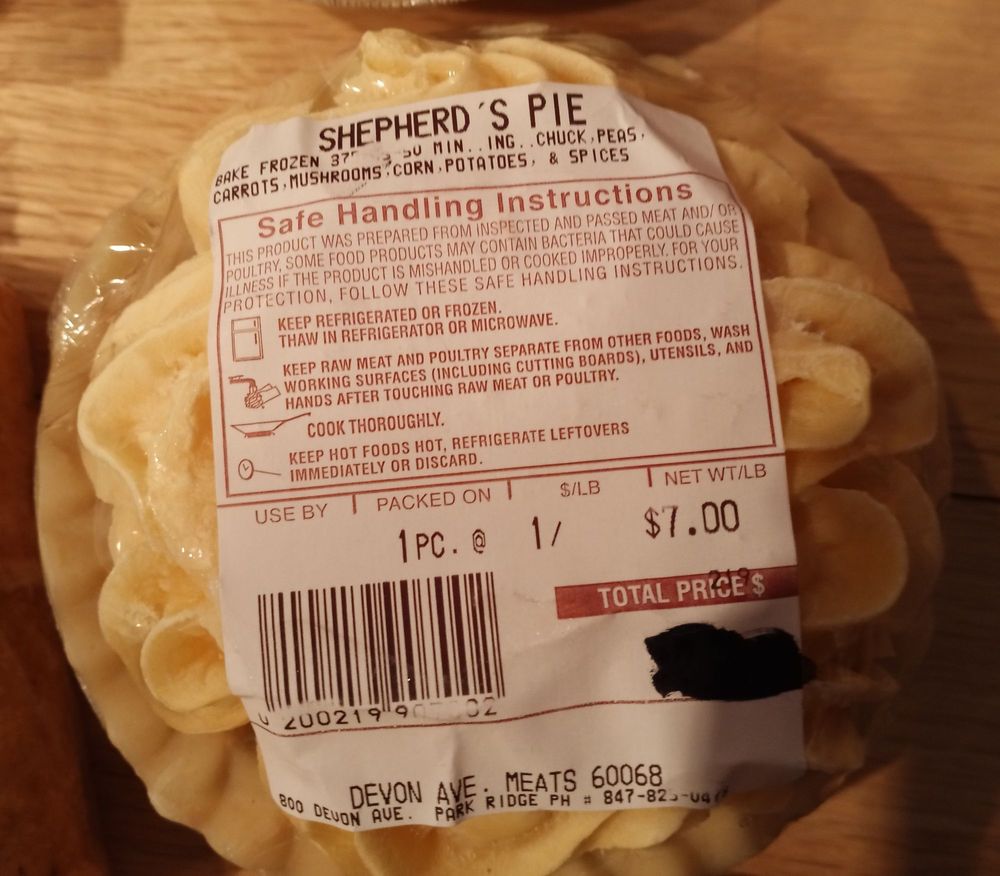 SHEPHERD´S PIE
BAKE FROZEN MIN.. ING..CHUCK,PEAS,
CARROTS,MUSHROOMS,CORN,POTATOES, & SPICES
Safe Handling Instructions
THIS PRODUCT WAS PREPARED FROM INSPECTED AND PASSED MEAT AND/ OR
POULTRY. SOME FOOD PRODUCTS MAY CONTAIN BACTERIA THAT COULD CAUSE
ILLNESS IF THE PRODUCT IS MISHANDLED OR COOKED IMPROPERLY. FOR YOUR
PROTECTION, FOLLOW THESE SAFE HANDLING INSTRUCTIONS.
KEEP REFRIGERATED OR FROZEN.
THAW IN REFRIGERATOR OR MICROWAVE.
KEEP RAW MEAT AND POULTRY SEPARATE FROM OTHER FOODS, WASH
WORKING SURFACES (INCLUDING CUTTING BOARDS), UTENSILS, AND
HANDS AFTER TOUCHING RAW MEAT OR POULTRY.
COOK THOROUGHLY.
KEEP HOT FOODS HOT, REFRIGERATE LEFTOVERS
IMMEDIATELY OR DISCARD.
USE BY PACKED ON $/LB NET WT/LB
1PC. @ 1/ $7.00
TOTAL PRICE $
200219
DEVON AVE. MEATS 60068
800 DEVON AVE. PARK RIDGE PH # 847-